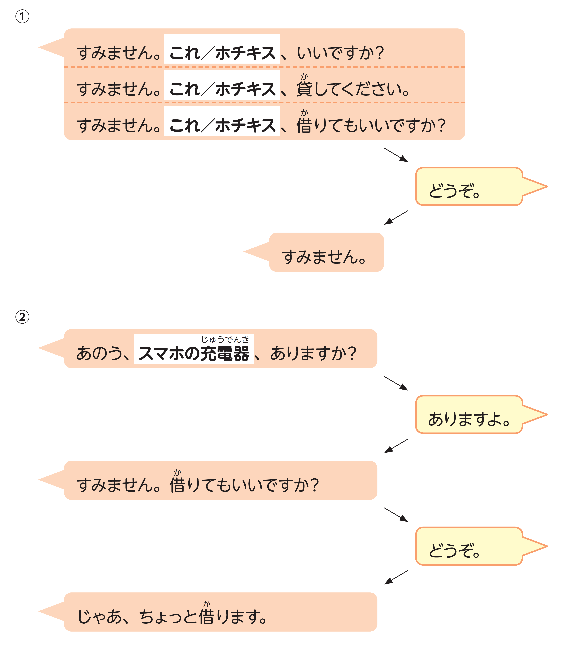 ①
すみません。これ／ホチキス、いいですか？
すみません。これ／ホチキス、貸してください。
すみません。これ／ホチキス、借りてもいいですか？
どうぞ。
すみません。
②
あのう、スマホの充電器、ありますか？
ありますよ。
すみません。借りてもいいですか？
どうぞ。
じゃあ、ちょっと借ります。